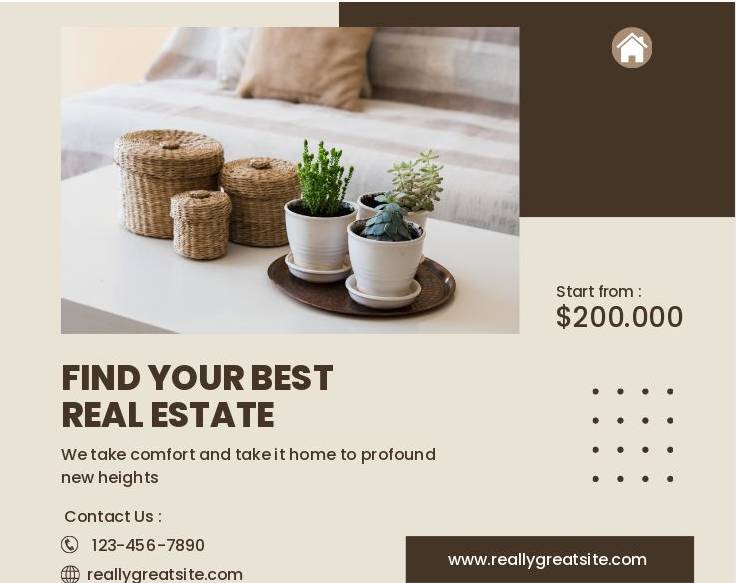 Start from :
$200.000
FIND YOUR BEST
REAL ESTATE
We take comfort and take it home to profound
new heights
Contact Us :
123-456-7890
reallygreatsite.com
www.reallygreatsite.com